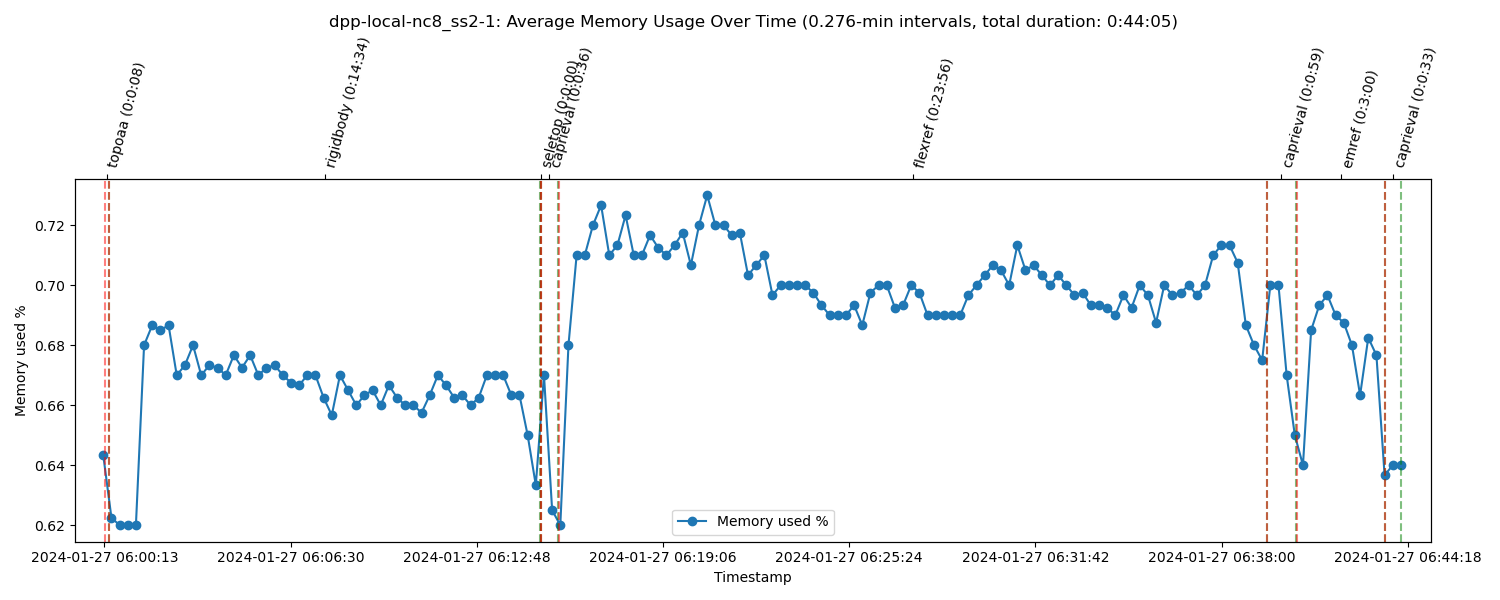 dpp-local-nc8_ss2-1: Average Memory Usage Over Time (0.276-min intervals, total duration: 0:44:05)
topoaa (0:0:08)
rigidbody (0:14:34)
seletop (0:0:00)
caprieval (0:0:36)
flexref (0:23:56)
caprieval (0:0:59)
emref (0:3:00)
caprieval (0:0:33)
Memory used %
0.72
0.70
0.68
0.66
0.64
0.62
Memory used %
2024-01-27 06:00:13
2024-01-27 06:06:30
2024-01-27 06:12:48
2024-01-27 06:19:06
2024-01-27 06:25:24
2024-01-27 06:31:42
2024-01-27 06:38:00
2024-01-27 06:44:18
Timestamp